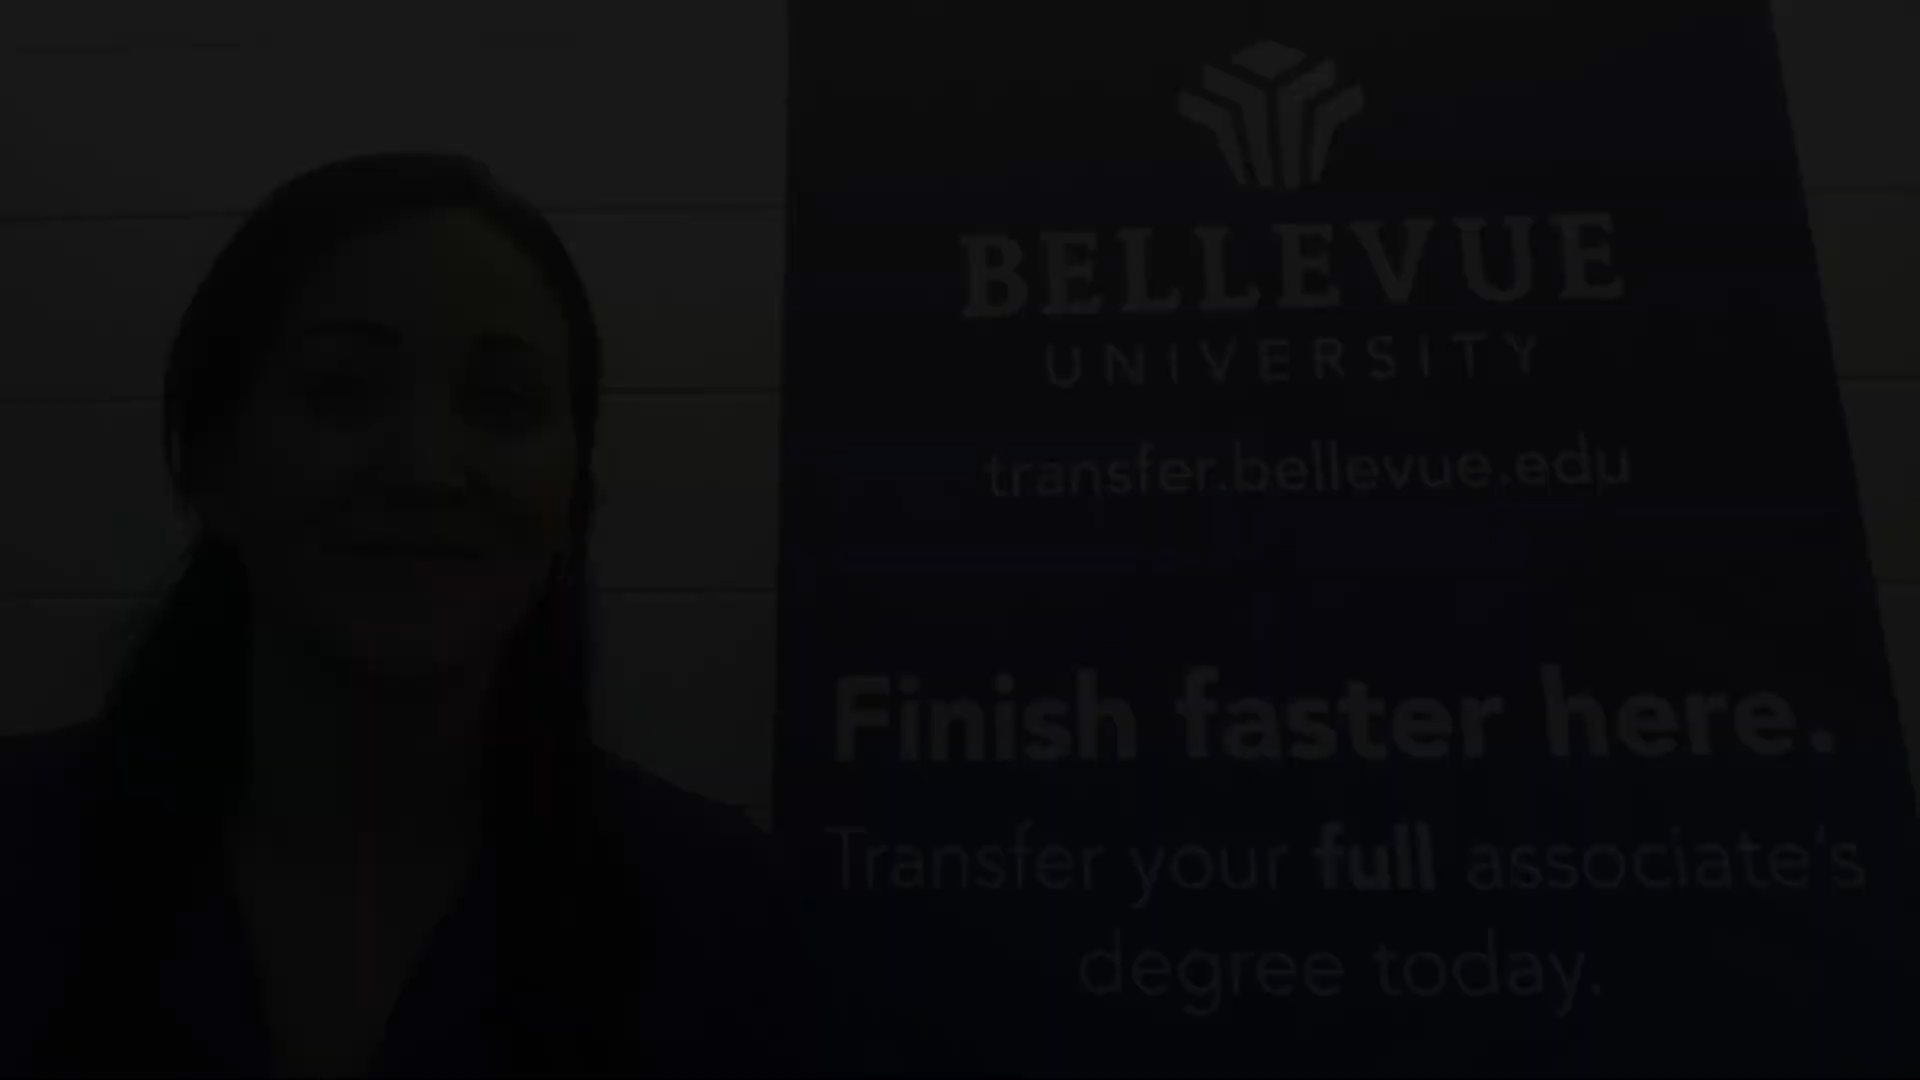 BELLEVUE
UNIVERSITY
transfer.bellevue.edu
Finish faster here.
Transfer your full associate's
degree today.